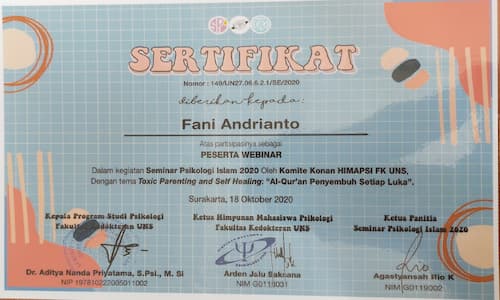 SERTIFIKAT
Nomor : 149/UN27.06.6.2.1/SE/2020
diberikan kepada:
Fani Andrianto
Atas partisipasinya sebagai
PESERTA WEBINAR
Dalam kegiatan Seminar Psikologi Islam 2020 Oleh Komite Konan HIMAPSI FK UNS,
Dengan tema Toxic Parenting and Self Healing: "Al-Qur'an Penyembuh Setiap Luka".
Surakarta, 18 Oktober 2020
Kepala Program Studi Psikologi
Fakultas Kedokteran UNS
Dr. Aditya Nanda Priyatama, S.Psi., M. Si
NIP 197810222005011002
Ketua Himpunan Mahasiswa Psikologi
Fakultas Kedokteran UNS
Arden Jalu Saksana
NIM G0119031
Ketua Panitia
Seminar Psikologi Islam 2020
Agastyansah Ilio K
NIM G0119002